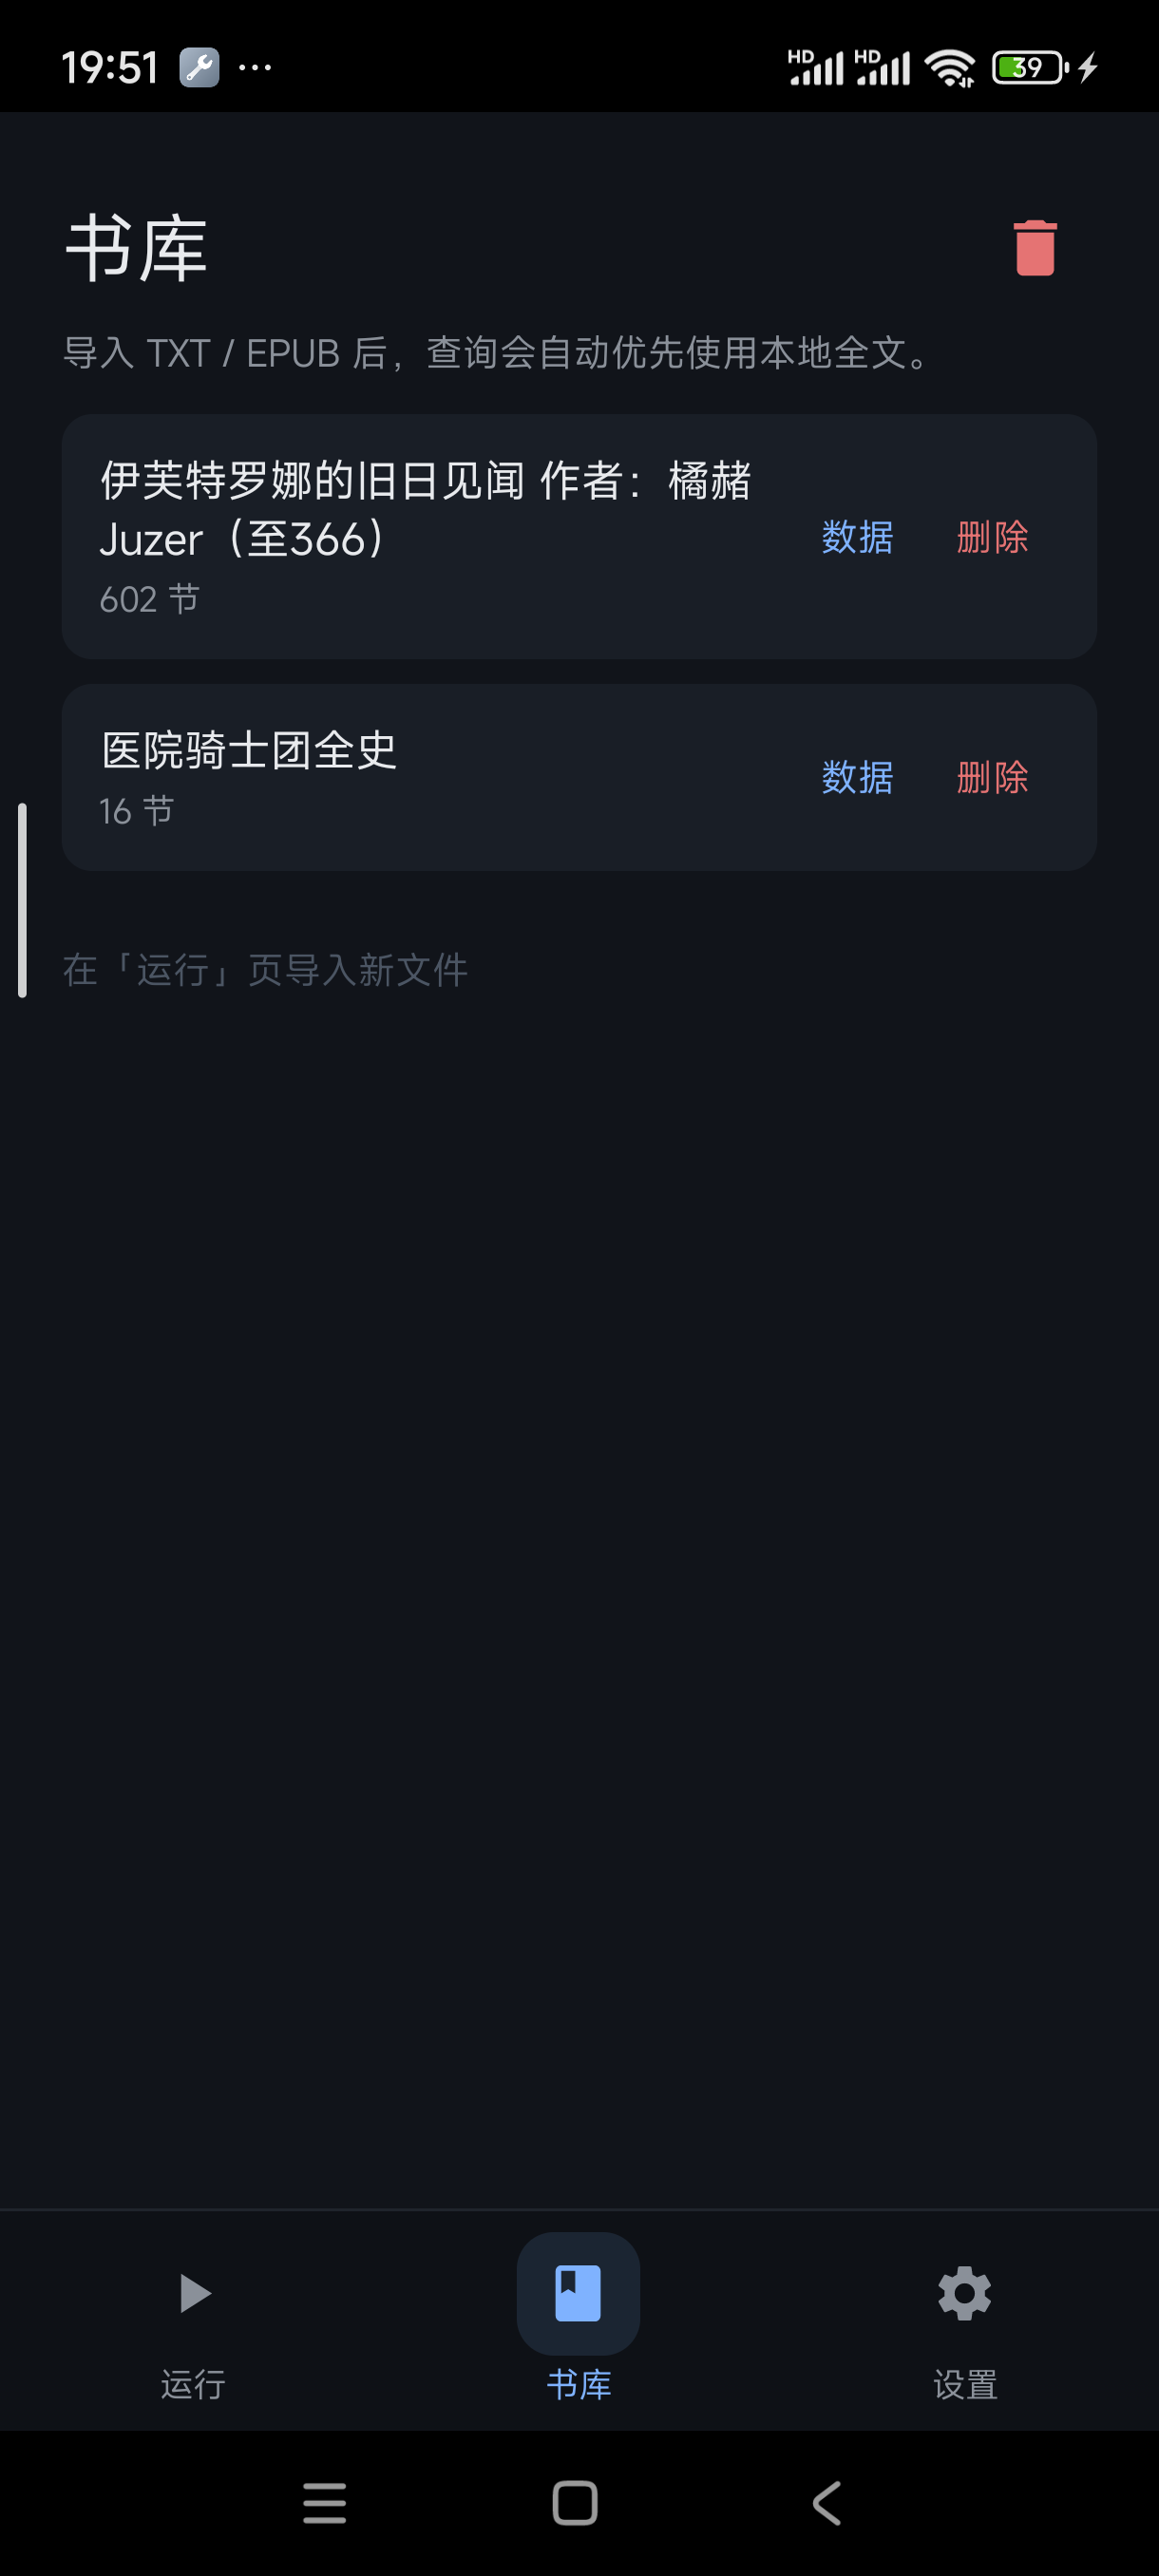 19:51
HD HD 39
书库
导入 TXT / EPUB 后，查询会自动优先使用本地全文。
伊芙特罗娜的旧日见闻 作者：橘赭
Juzer（至366）
602 节
数据 删除
医院骑士团全史
16 节
数据 删除
在「运行」页导入新文件
运行 书库 设置